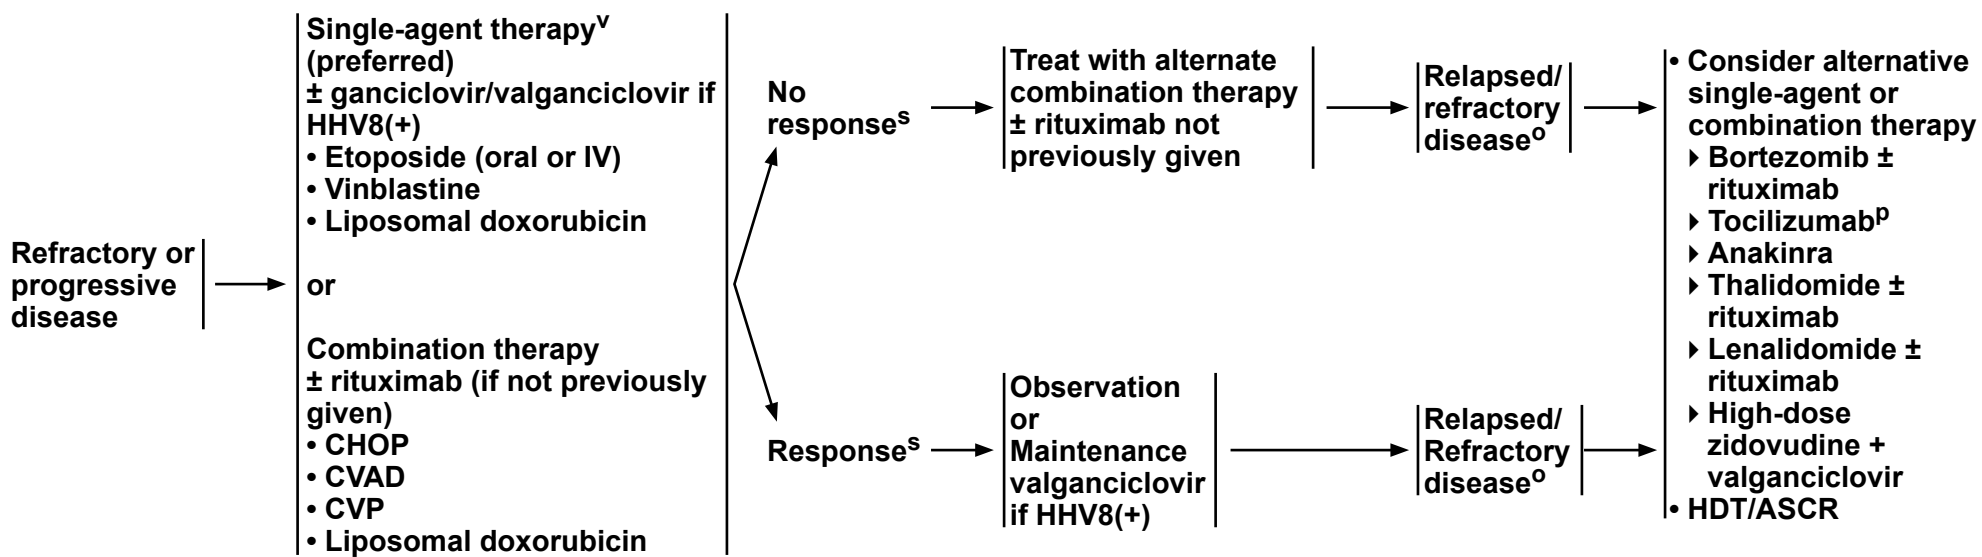 Refractory or
progressive
disease
Single-agent therapyᵛ
(preferred)
± ganciclovir/valganciclovir if
HHV8(+)
• Etoposide (oral or IV)
• Vinblastine
• Liposomal doxorubicin
or
Combination therapy
± rituximab (if not previously
given)
• CHOP
• CVAD
• CVP
• Liposomal doxorubicin
No
responseˢ
Treat with alternate
combination therapy
± rituximab not
previously given
Relapsed/
refractory
diseaseᵒ
Responseˢ
Observation
or
Maintenance
valganciclovir
if HHV8(+)
Relapsed/
Refractory
diseaseᵒ
• Consider alternative
single-agent or
combination therapy
▸ Bortezomib ±
rituximab
▸ Tocilizumabᵖ
▸ Anakinra
▸ Thalidomide ±
rituximab
▸ Lenalidomide ±
rituximab
▸ High-dose
zidovudine +
valganciclovir
• HDT/ASCR